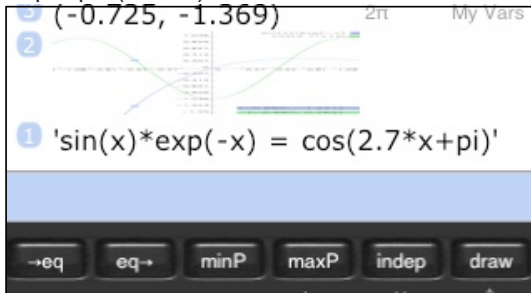 3 (-0.725, -1.369) 2π My Vars
2
1 'sin(x)*exp(-x) = cos(2.7*x+pi)'
→eq eq→ minP maxP indep draw